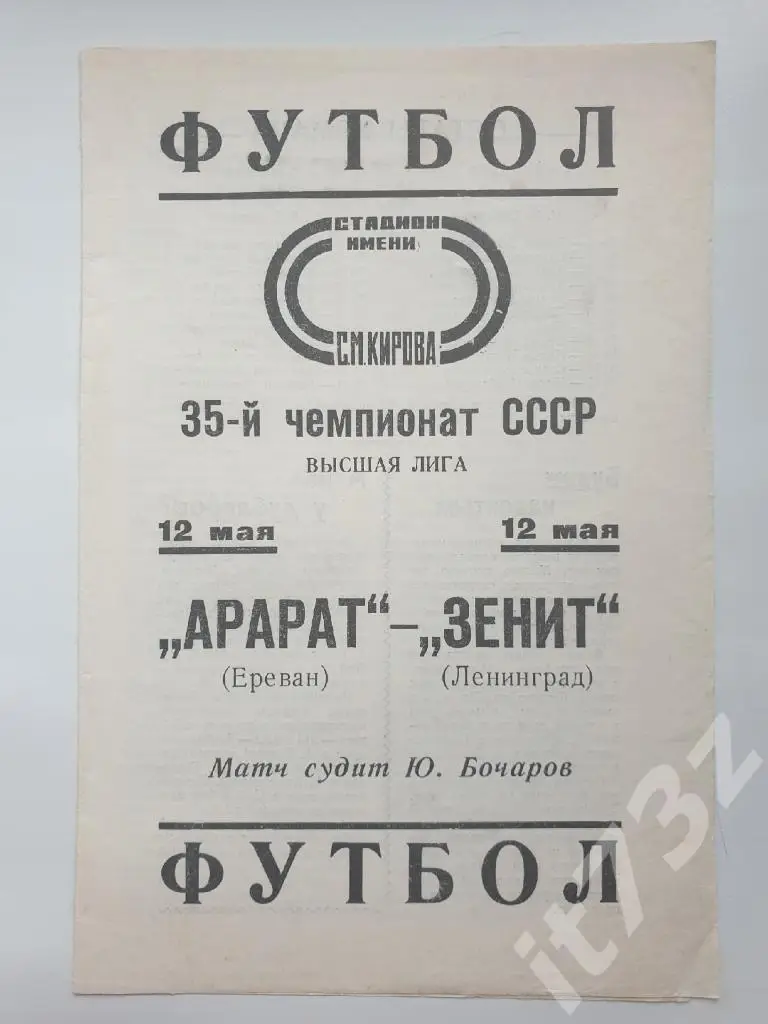 ФУТБОЛ
СТАДИОН
ИМЕНИ
С.М.КИРОВА
35-й чемпионат СССР
ВЫСШАЯ ЛИГА
12 мая 12 мая
„АРАРАТ“–„ЗЕНИТ“
(Ереван) (Ленинград)
Матч судит Ю. Бочаров
ФУТБОЛ
it73z